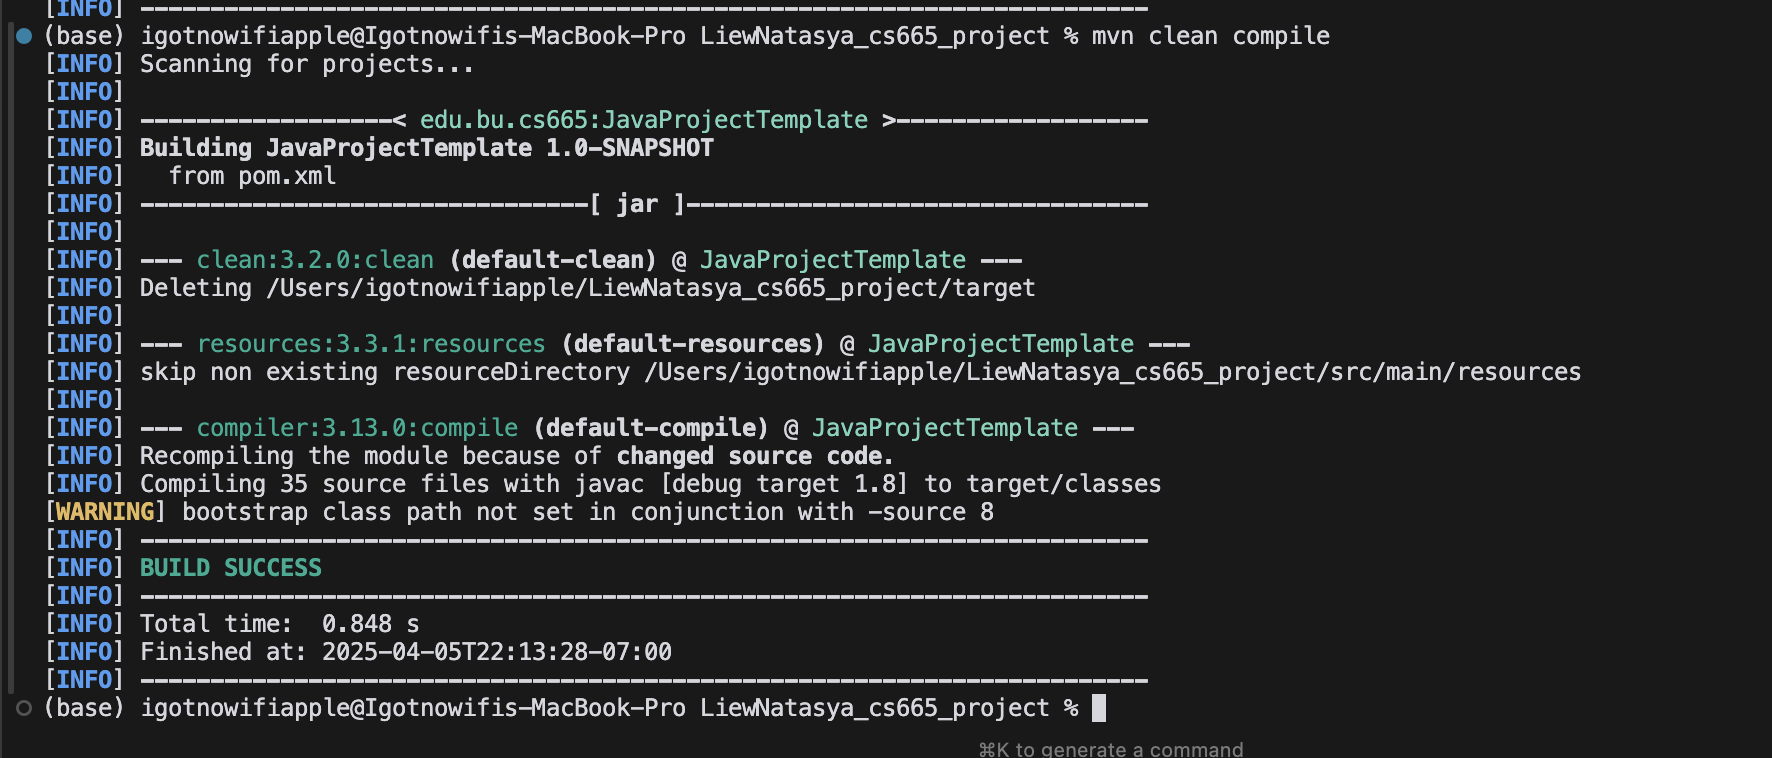 [INFO] ------------------------------------------------------------------------
(base) igotnowifiapple@Igotnowifis-MacBook-Pro LiewNatasya_cs665_project % mvn clean compile
[INFO] Scanning for projects...
[INFO]
[INFO] ------------------< edu.bu.cs665:JavaProjectTemplate >------------------
[INFO] Building JavaProjectTemplate 1.0-SNAPSHOT
[INFO]   from pom.xml
[INFO] --------------------------------[ jar ]---------------------------------
[INFO]
[INFO] --- clean:3.2.0:clean (default-clean) @ JavaProjectTemplate ---
[INFO] Deleting /Users/igotnowifiapple/LiewNatasya_cs665_project/target
[INFO]
[INFO] --- resources:3.3.1:resources (default-resources) @ JavaProjectTemplate ---
[INFO] skip non existing resourceDirectory /Users/igotnowifiapple/LiewNatasya_cs665_project/src/main/resources
[INFO]
[INFO] --- compiler:3.13.0:compile (default-compile) @ JavaProjectTemplate ---
[INFO] Recompiling the module because of changed source code.
[INFO] Compiling 35 source files with javac [debug target 1.8] to target/classes
[WARNING] bootstrap class path not set in conjunction with -source 8
[INFO] ------------------------------------------------------------------------
[INFO] BUILD SUCCESS
[INFO] ------------------------------------------------------------------------
[INFO] Total time:  0.848 s
[INFO] Finished at: 2025-04-05T22:13:28-07:00
[INFO] ------------------------------------------------------------------------
(base) igotnowifiapple@Igotnowifis-MacBook-Pro LiewNatasya_cs665_project %
⌘K to generate a command